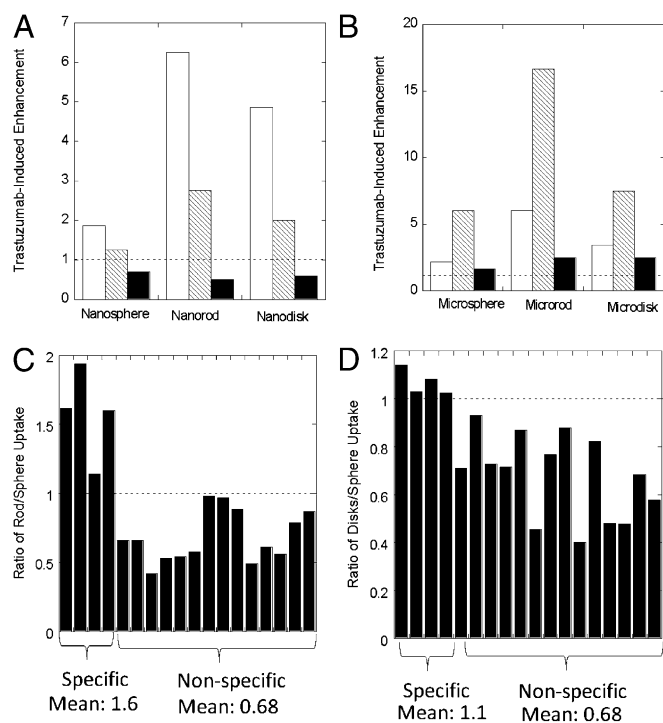 A
Trastuzumab-Induced Enhancement
7
6
5
4
3
2
1
0
Nanosphere Nanorod Nanodisk
B
Trastuzumab-Induced Enhancement
20
15
10
5
0
Microsphere Microrod Microdisk
C
Ratio of Rod/Sphere Uptake
2
1.5
1
0.5
0
Specific
Mean: 1.6
Non-specific
Mean: 0.68
D
Ratio of Disks/Sphere Uptake
1.2
1
0.8
0.6
0.4
0.2
0
Specific
Mean: 1.1
Non-specific
Mean: 0.68